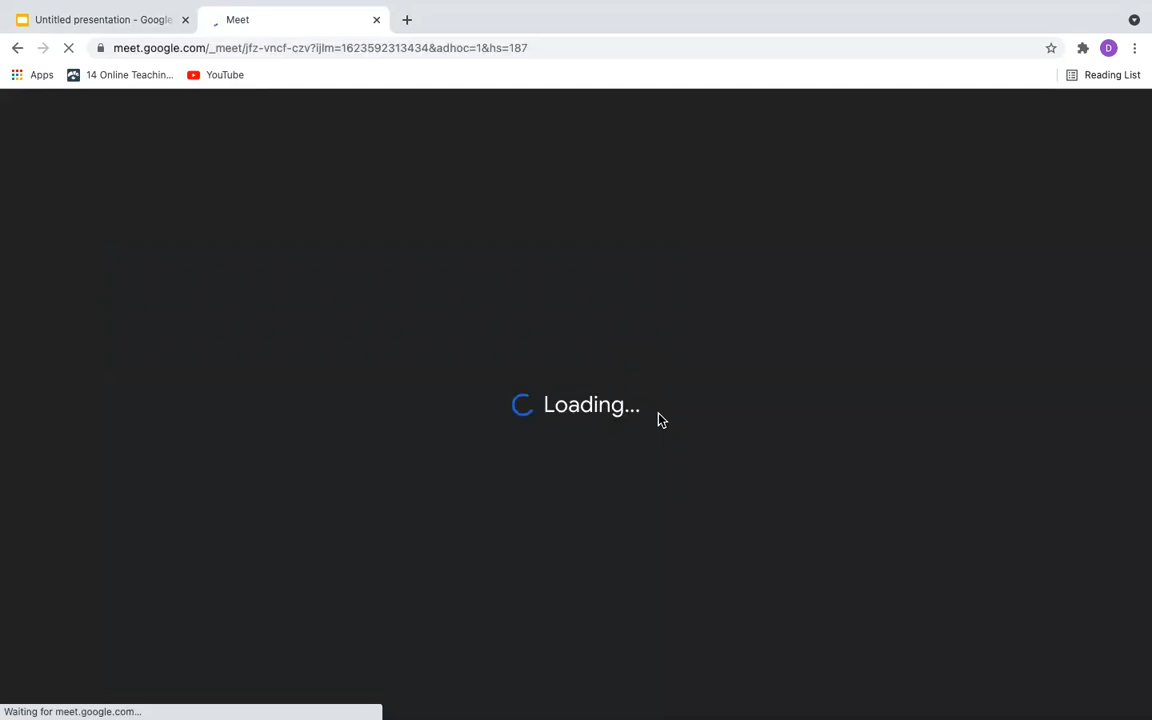 Untitled presentation - Google
Meet
meet.google.com/_meet/jfz-vncf-czv?ijlm=1623592313434&adhoc=1&hs=187
D
Apps
14 Online Teachin...
YouTube
Reading List
Loading...
Waiting for meet.google.com...